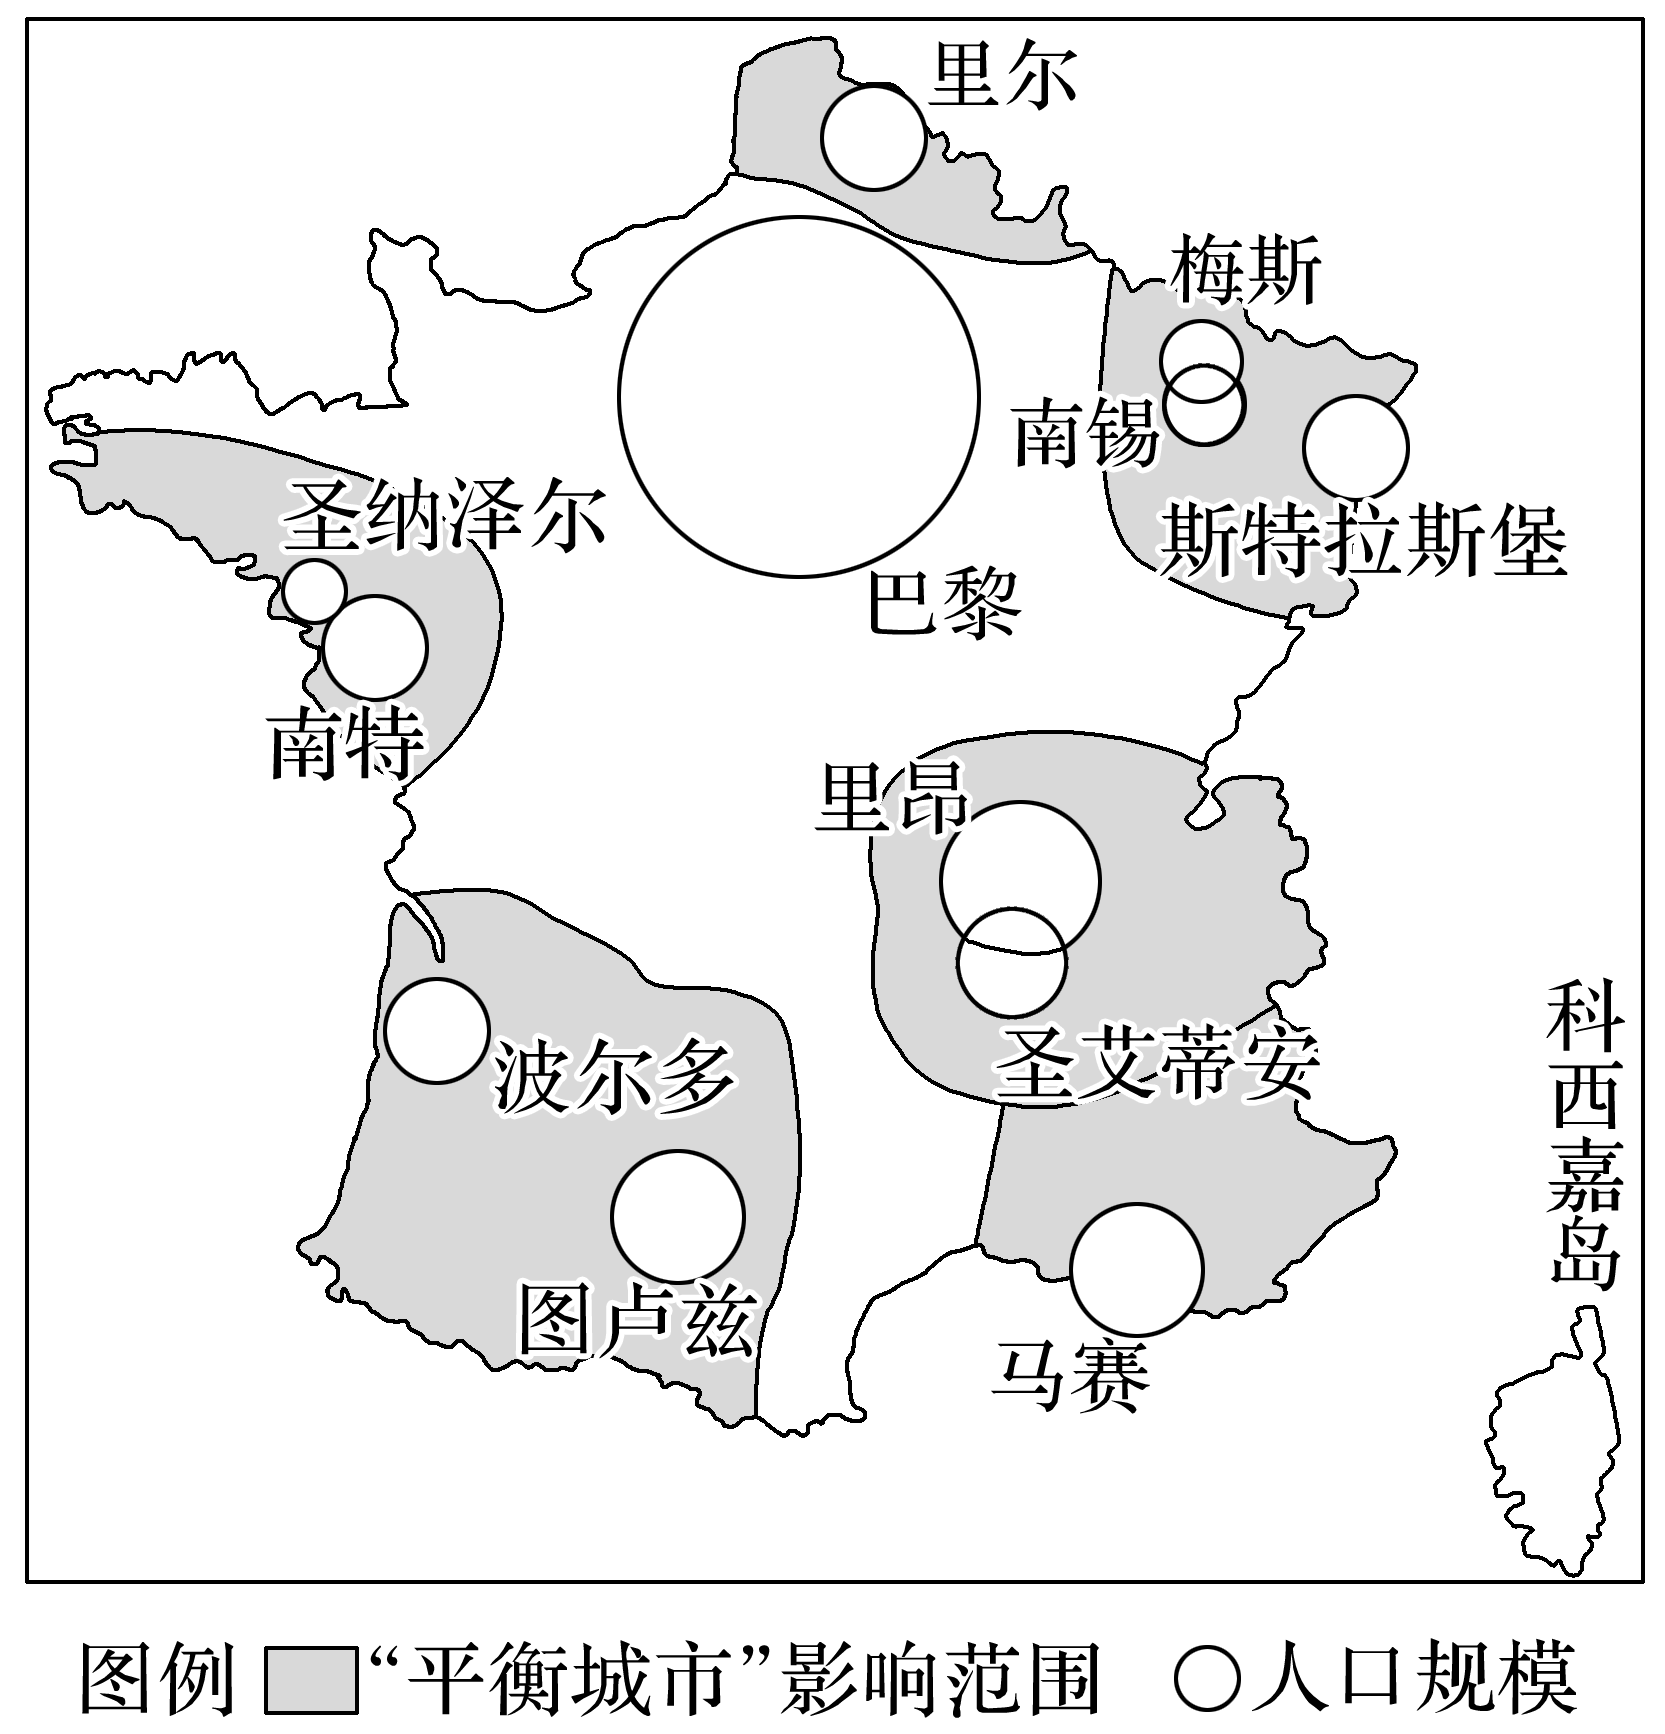 里尔
梅斯
南锡
圣纳泽尔
斯特拉斯堡
巴黎
南特
里昂
科西嘉岛
圣艾蒂安
波尔多
图卢兹
马赛
图例 “平衡城市”影响范围 人口规模